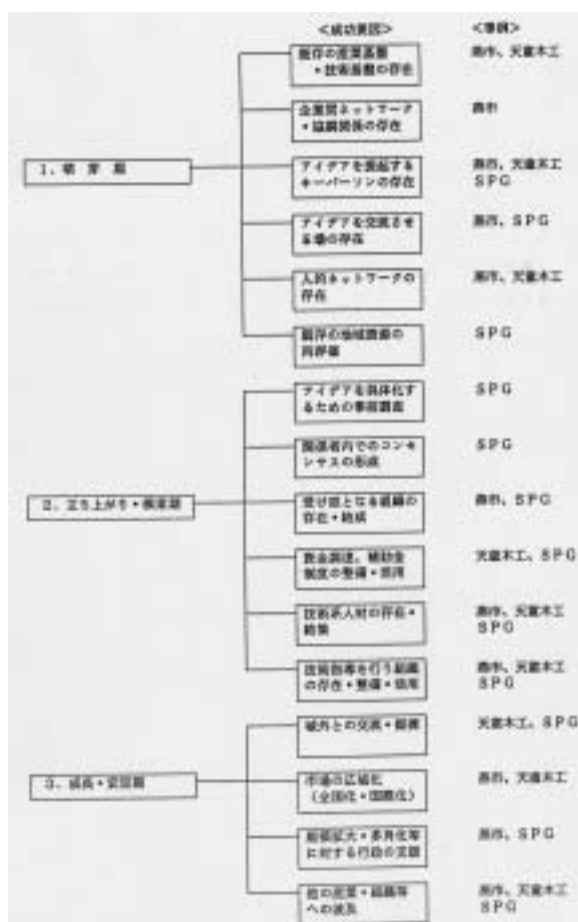 <成功要因> <事例>
既存の産業基盤
・技術基盤の存在
燕市、天童木工
企業間ネットワーク
・協調関係の存在
燕市
1、萌芽期
アイデアを提起する
キーパーソンの存在
燕市、天童木工
SPG
アイデアを交流させ
る場の存在
燕市、SPG
人的ネットワークの
存在
燕市、天童木工
既存の地域資源の
再評価
SPG
アイデアを具体化す
るための事前調査
SPG
関連者内でのコンセ
ンサスの形成
SPG
2、立ち上がり・模索期
受け皿となる組織の
存在・結成
燕市、SPG
資金調達、補助金
制度の整備・活用
天童木工、SPG
技術系人材の存在・
結集
燕市、天童木工
SPG
技術指導を行う組織
の存在・整備・活用
燕市、天童木工
SPG
域外との交流・
天童木工、SPG
3、成長・安定期
市場の広域化
(全国化・国際化)
燕市、天童木工
規模拡大・多角化等
に対する行政の支援
燕市、SPG
他の産業・組織等
への波及
燕市、天童木工
SPG